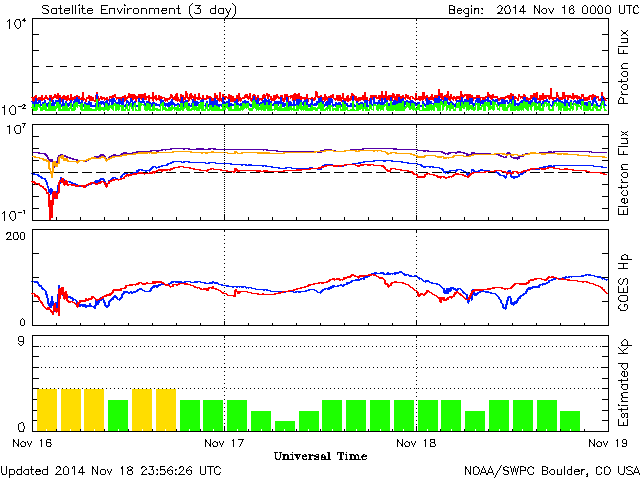 Satellite Environment (3 day) Begin: 2014 Nov 16 0000 UTC
10^4
10^-2
Proton Flux
10^7
10^-1
Electron Flux
200
0
GOES Hp
9
0
Estimated Kp
Nov 16 Nov 17 Nov 18 Nov 19
Universal Time
Updated 2014 Nov 18 23:56:26 UTC NOAA/SWPC Boulder, CO USA